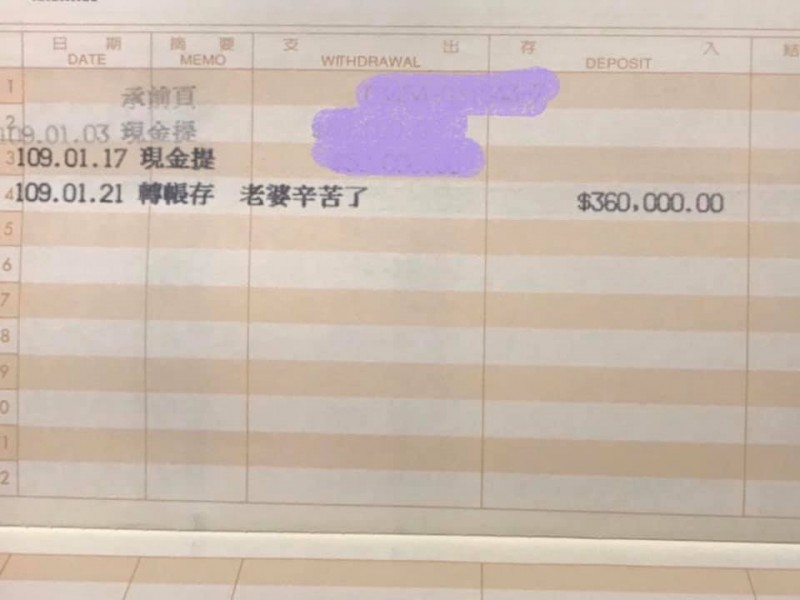 日期 摘要 支出 存入 結
DATE MEMO WITHDRAWAL DEPOSIT
1 承前頁
2 109.01.03 現金提
3 109.01.17 現金提
4 109.01.21 轉帳存 老婆辛苦了 $360,000.00
5
6
7
8
9
0
1
2